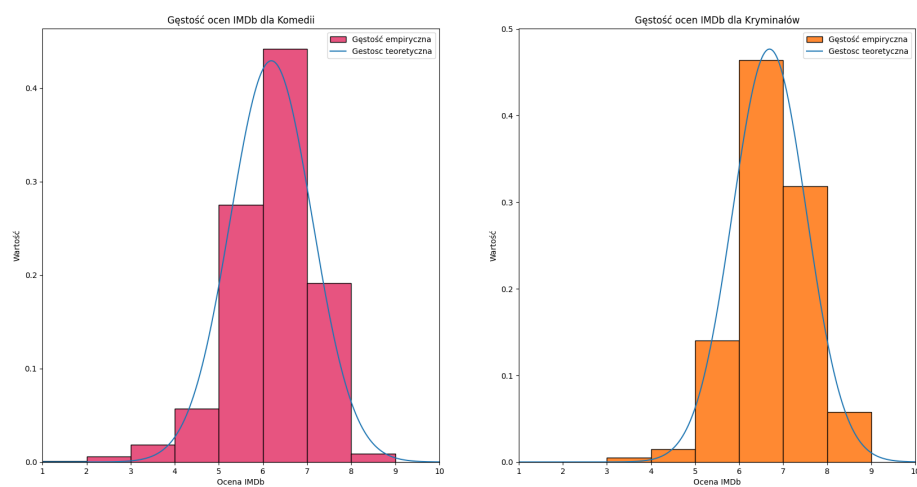 Gęstość ocen IMDb dla Komedii
Gęstość empiryczna
Gestosc teoretyczna
Wartość
0.4
0.3
0.2
0.1
0.0
1 2 3 4 5 6 7 8 9 10
Ocena IMDb
Gęstość ocen IMDb dla Kryminałów
Gęstość empiryczna
Gestosc teoretyczna
Wartość
0.5
0.4
0.3
0.2
0.1
0.0
1 2 3 4 5 6 7 8 9 10
Ocena IMDb